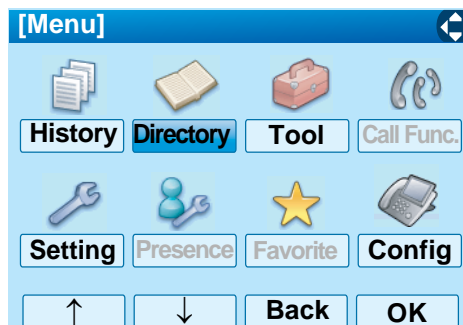 [Menu]
History Directory Tool Call Func.
Setting Presence Favorite Config
↑ ↓ Back OK